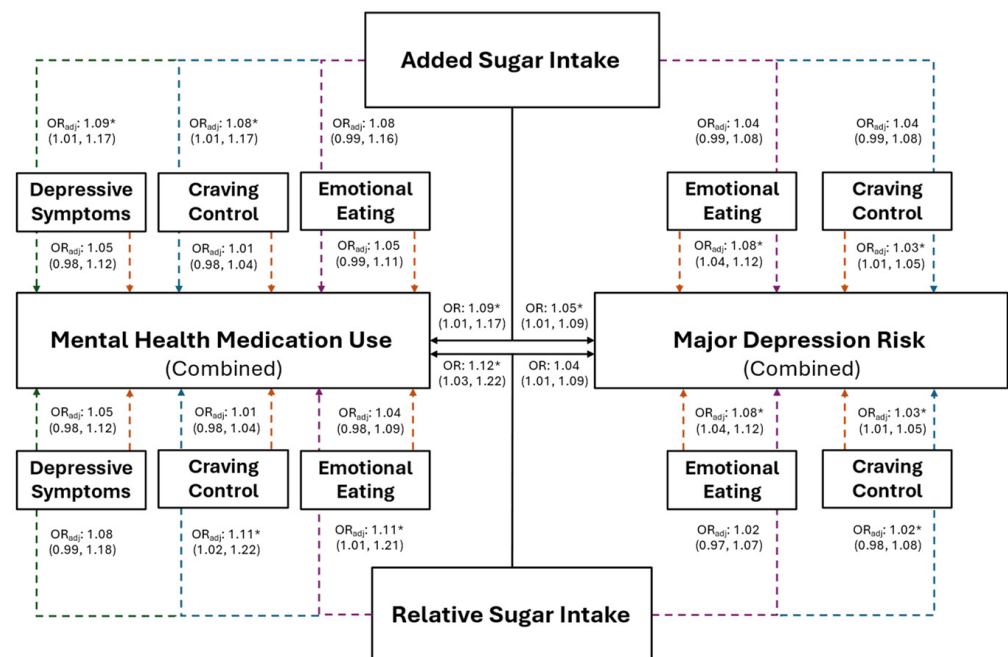 Added Sugar Intake
ORadj: 1.09*
(1.01, 1.17)
ORadj: 1.08*
(1.01, 1.17)
ORadj: 1.08
(0.99, 1.16)
ORadj: 1.04
(0.99, 1.08)
ORadj: 1.04
(0.99, 1.08)
Depressive
Symptoms
Craving
Control
Emotional
Eating
Emotional
Eating
Craving
Control
ORadj: 1.05
(0.98, 1.12)
ORadj: 1.01
(0.98, 1.04)
ORadj: 1.05
(0.99, 1.11)
ORadj: 1.08*
(1.04, 1.12)
ORadj: 1.03*
(1.01, 1.05)
Mental Health Medication Use
(Combined)
OR: 1.09*
(1.01, 1.17)
OR: 1.05*
(1.01, 1.09)
OR: 1.12*
(1.03, 1.22)
OR: 1.04
(1.01, 1.09)
Major Depression Risk
(Combined)
ORadj: 1.05
(0.98, 1.12)
ORadj: 1.01
(0.98, 1.04)
ORadj: 1.04
(0.98, 1.09)
ORadj: 1.08*
(1.04, 1.12)
ORadj: 1.03*
(1.01, 1.05)
Depressive
Symptoms
Craving
Control
Emotional
Eating
Emotional
Eating
Craving
Control
ORadj: 1.08
(0.99, 1.18)
ORadj: 1.11*
(1.02, 1.22)
ORadj: 1.11*
(1.01, 1.21)
ORadj: 1.02
(0.97, 1.07)
ORadj: 1.02*
(0.98, 1.08)
Relative Sugar Intake